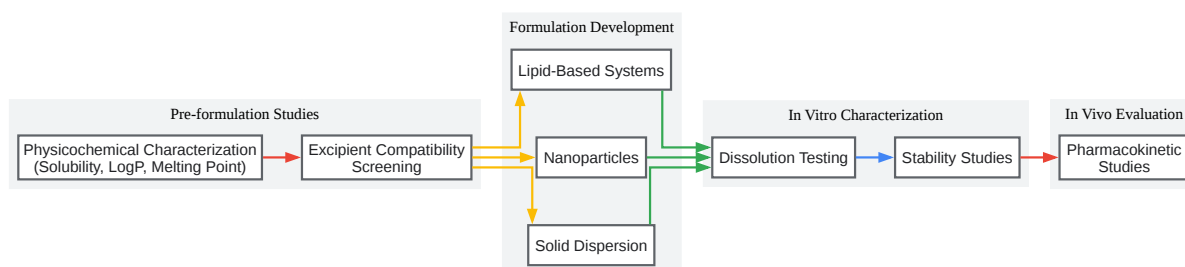 Pre-formulation Studies
Physicochemical Characterization
(Solubility, LogP, Melting Point)
Excipient Compatibility
Screening
Formulation Development
Lipid-Based Systems
Nanoparticles
Solid Dispersion
In Vitro Characterization
Dissolution Testing
Stability Studies
In Vivo Evaluation
Pharmacokinetic
Studies